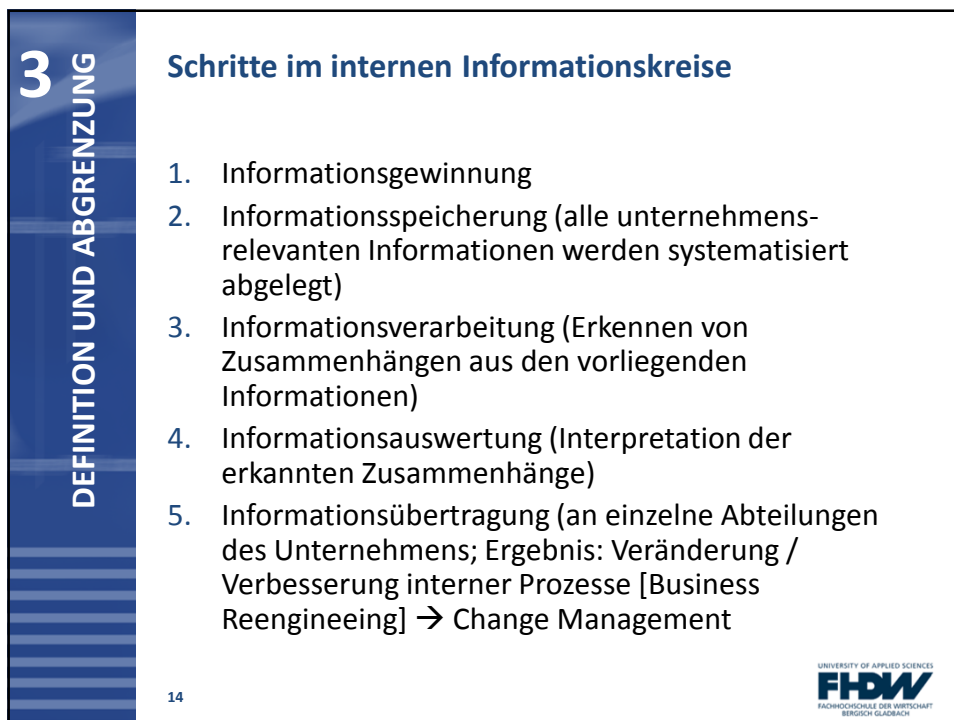 3
DEFINITION UND ABGRENZUNG
Schritte im internen Informationskreise
1. Informationsgewinnung
2. Informationsspeicherung (alle unternehmens-
relevanten Informationen werden systematisiert
abgelegt)
3. Informationsverarbeitung (Erkennen von
Zusammenhängen aus den vorliegenden
Informationen)
4. Informationsauswertung (Interpretation der
erkannten Zusammenhänge)
5. Informationsübertragung (an einzelne Abteilungen
des Unternehmens; Ergebnis: Veränderung /
Verbesserung interner Prozesse [Business
Reengineeing] → Change Management
14
UNIVERSITY OF APPLIED SCIENCES
FHDW
FACHHOCHSCHULE DER WIRTSCHAFT
BERGISCH GLADBACH